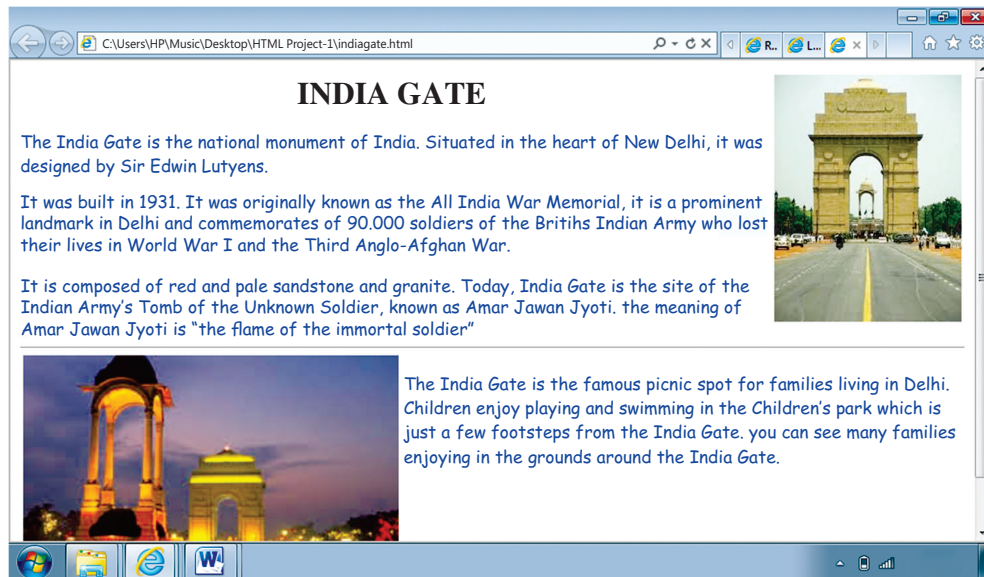 C:\Users\HP\Music\Desktop\HTML Project-1\indiagate.html
R..
L...
INDIA GATE
The India Gate is the national monument of India. Situated in the heart of New Delhi, it was
designed by Sir Edwin Lutyens.
It was built in 1931. It was originally known as the All India War Memorial, it is a prominent
landmark in Delhi and commemorates of 90.000 soldiers of the Britihs Indian Army who lost
their lives in World War I and the Third Anglo-Afghan War.
It is composed of red and pale sandstone and granite. Today, India Gate is the site of the
Indian Army's Tomb of the Unknown Soldier, known as Amar Jawan Jyoti. the meaning of
Amar Jawan Jyoti is “the flame of the immortal soldier”
The India Gate is the famous picnic spot for families living in Delhi.
Children enjoy playing and swimming in the Children's park which is
just a few footsteps from the India Gate. you can see many families
enjoying in the grounds around the India Gate.
W